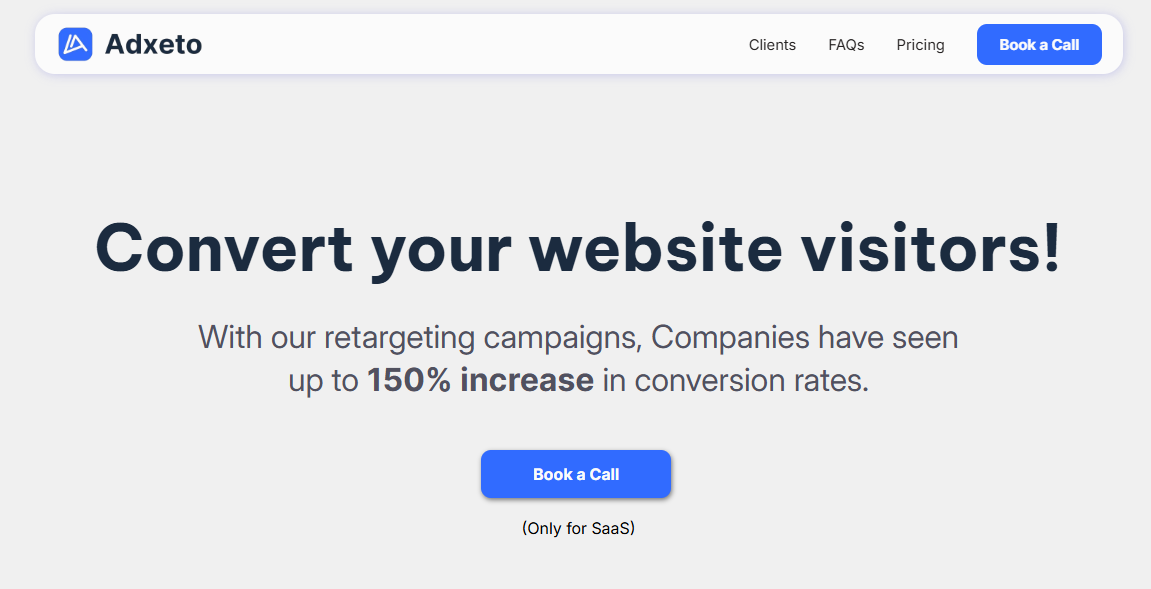 Adxeto
Clients
FAQs
Pricing
Book a Call
Convert your website visitors!
With our retargeting campaigns, Companies have seen
up to 150% increase in conversion rates.
Book a Call
(Only for SaaS)